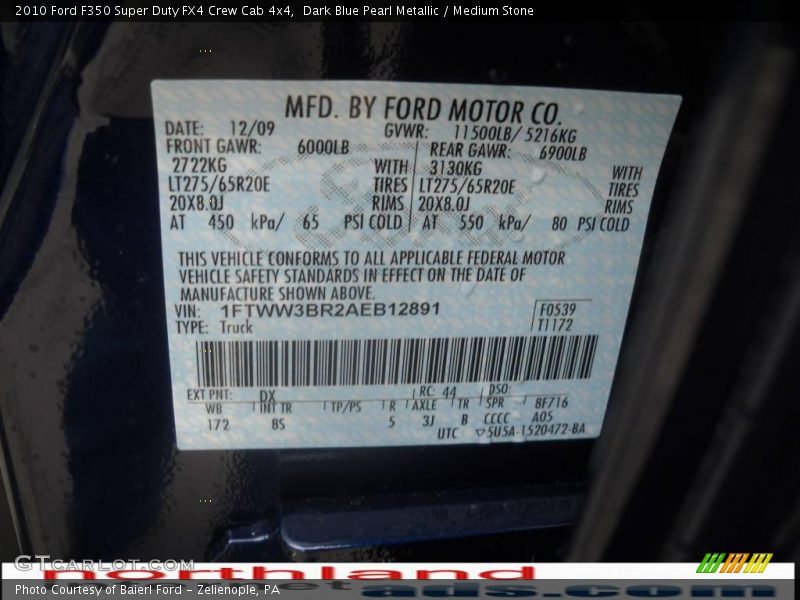 2010 Ford F350 Super Duty FX4 Crew Cab 4x4,  Dark Blue Pearl Metallic / Medium Stone
MFD. BY FORD MOTOR CO.
DATE: 12/09 GVWR: 11500LB/ 5216KG
FRONT GAWR: 6000LB REAR GAWR: 6900LB
2722KG WITH 3130KG WITH
LT275/65R20E TIRES LT275/65R20E TIRES
20X8.0J RIMS 20X8.0J RIMS
AT 450 kPa/ 65 PSI COLD AT 550 kPa/ 80 PSI COLD
THIS VEHICLE CONFORMS TO ALL APPLICABLE FEDERAL MOTOR
VEHICLE SAFETY STANDARDS IN EFFECT ON THE DATE OF
MANUFACTURE SHOWN ABOVE.
VIN: 1FTWW3BR2AEB12891 F0539
TYPE: Truck T1172
EXT PNT: DX RC: 44 DSO:
WB INT TR TP/PS R AXLE TR SPR 8F716
172 8S 5 3J B CCCC A05
UTC ▽5U5A-1520472-BA
GTCarLot.com
northland
ads.com
Photo Courtesy of Baierl Ford - Zelienople, PA